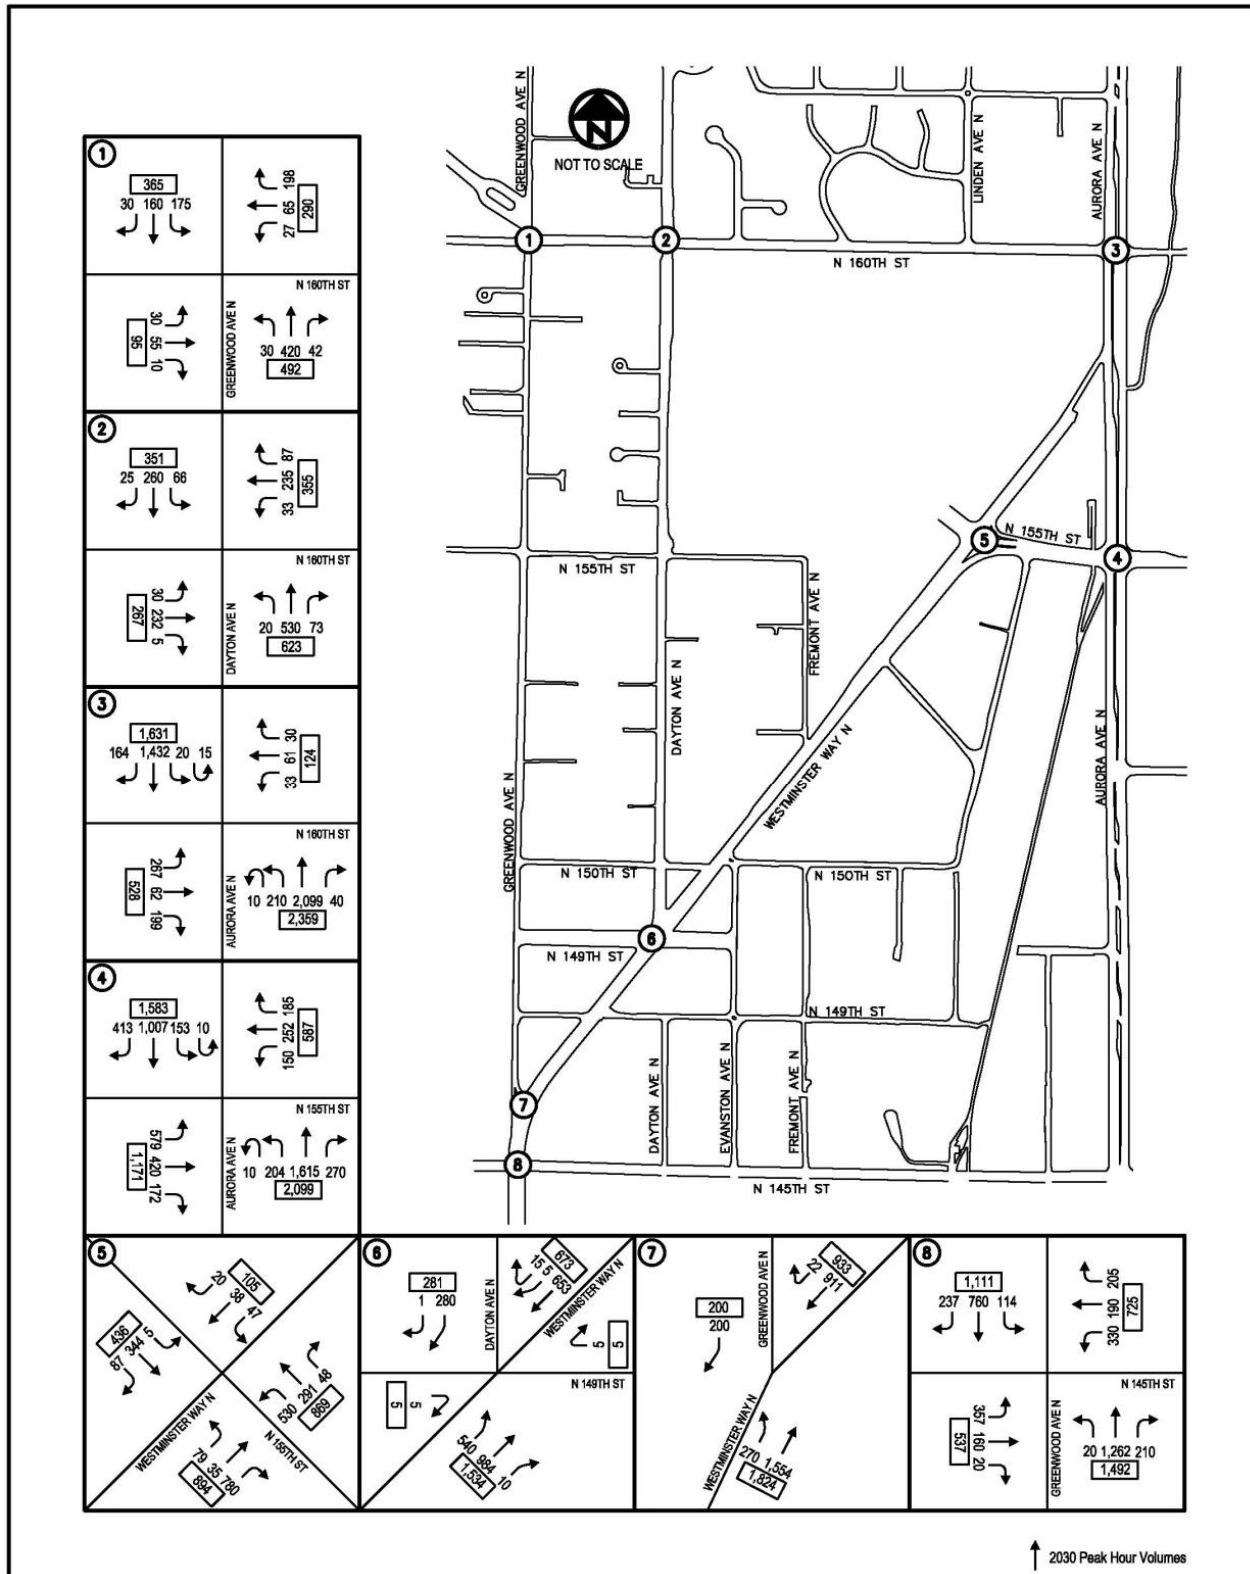 GREENWOOD AVE N
NOT TO SCALE
N
LINDEN AVE N
AURORA AVE N
1
2
3
N 160TH ST
5
N 155TH ST
4
N 155TH ST
FREMONT AVE N
DAYTON AVE N
WESTMINSTER WAY N
AURORA AVE N
GREENWOOD AVE N
N 150TH ST
N 150TH ST
6
N 149TH ST
N 149TH ST
7
DAYTON AVE N
EVANSTON AVE N
FREMONT AVE N
8
N 145TH ST
1
365
30 160 175
198
65
27
290
N 160TH ST
30
55
10
95
GREENWOOD AVE N
30 420 42
492
2
351
25 260 66
87
235
33
355
N 160TH ST
30
232
5
267
DAYTON AVE N
20 530 73
623
3
1,631
164 1,432 20 15
30
61
33
124
N 160TH ST
267
62
199
528
AURORA AVE N
10 210 2,099 40
2,359
4
1,583
413 1,007 153 10
185
252
150
587
N 155TH ST
579
420
172
1,171
AURORA AVE N
10 204 1,615 270
2,099
5
105
20 38 47
436
87 344 5
530 291 48
869
WESTMINSTER WAY N
N 155TH ST
79 35 780
894
6
281
1 280
DAYTON AVE N
673
15 5 653
WESTMINSTER WAY N
5
5
N 149TH ST
5
5
540 984 10
1,534
7
200
200
GREENWOOD AVE N
933
22 911
WESTMINSTER WAY N
270 1,554
1,824
8
1,111
237 760 114
205
190
330
725
N 145TH ST
357
160
20
537
GREENWOOD AVE N
20 1,262 210
1,492
2030 Peak Hour Volumes